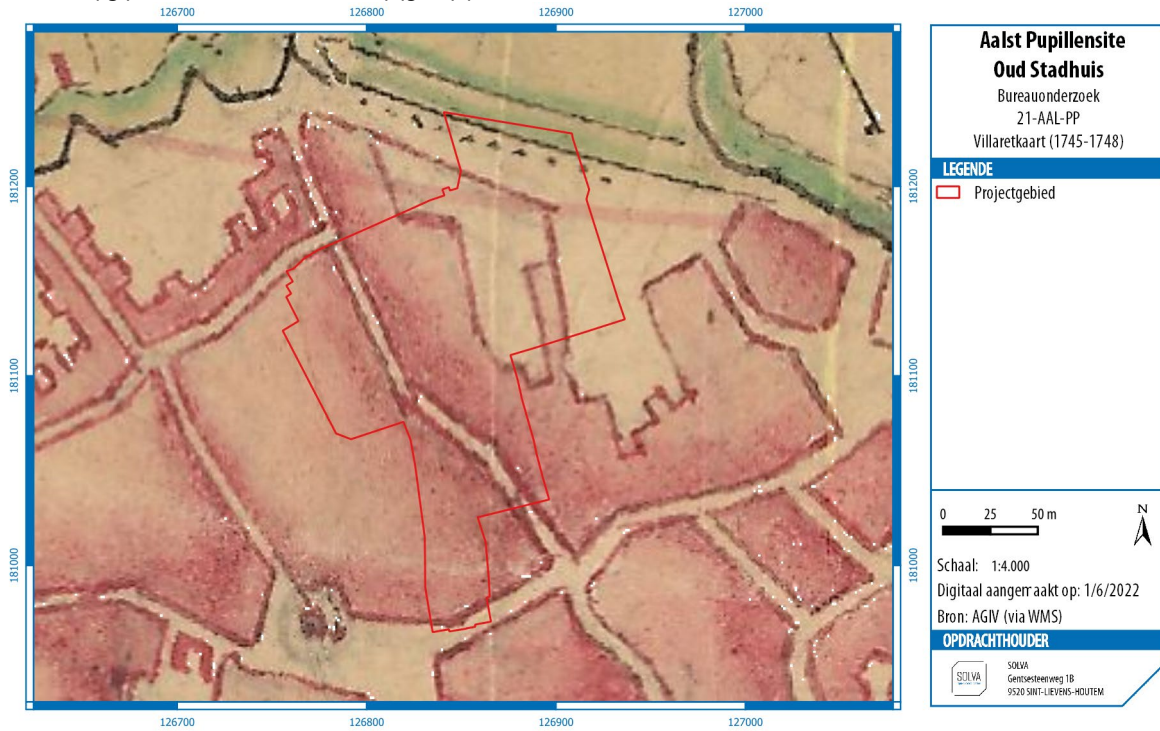 126700 126800 126900 127000
181200
181100
181000
181200
181100
181000
126700 126800 126900 127000
Aalst Pupillensite
Oud Stadhuis
Bureauonderzoek
21-AAL-PP
Villaretkaart (1745-1748)
LEGENDE
Projectgebied
0 25 50 m
N
Schaal: 1:4.000
Digitaal aangemaakt op: 1/6/2022
Bron: AGIV (via WMS)
OPDRACHTHOUDER
SOLVA
SOLVA
Gentsesteenweg 1B
9520 SINT-LIEVENS-HOUTEM